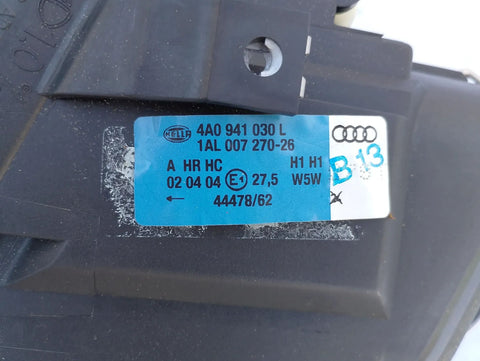 HELLA
4A0 941 030 L
1AL 007 270-26
A HR HC H1 H1
02 04 04 E1 27,5 W5W
← 44478/62
B 13